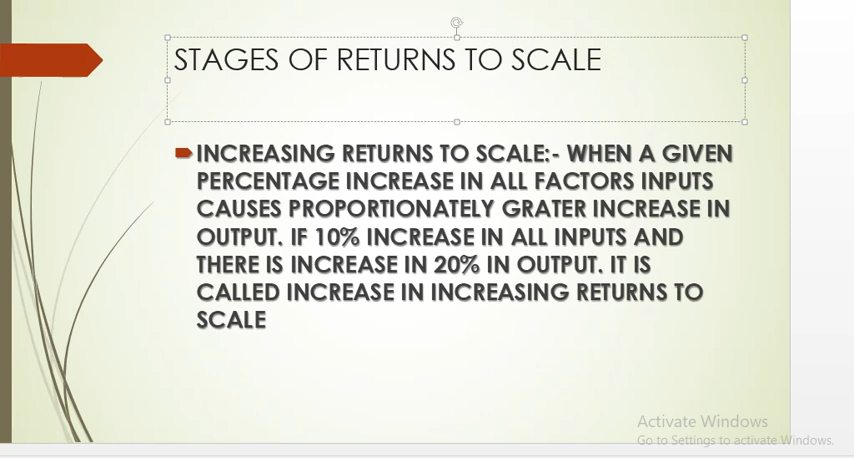 STAGES OF RETURNS TO SCALE
INCREASING RETURNS TO SCALE:- WHEN A GIVEN
PERCENTAGE INCREASE IN ALL FACTORS INPUTS
CAUSES PROPORTIONATELY GRATER INCREASE IN
OUTPUT. IF 10% INCREASE IN ALL INPUTS AND
THERE IS INCREASE IN 20% IN OUTPUT. IT IS
CALLED INCREASE IN INCREASING RETURNS TO
SCALE
Activate Windows
Go to Settings to activate Windows.